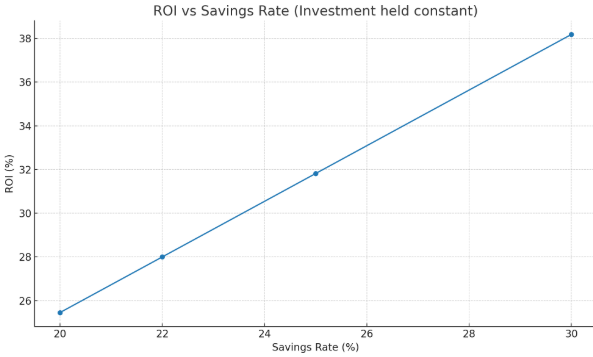 ROI vs Savings Rate (Investment held constant)
ROI (%)
38
36
34
32
30
28
26
20 22 24 26 28 30
Savings Rate (%)